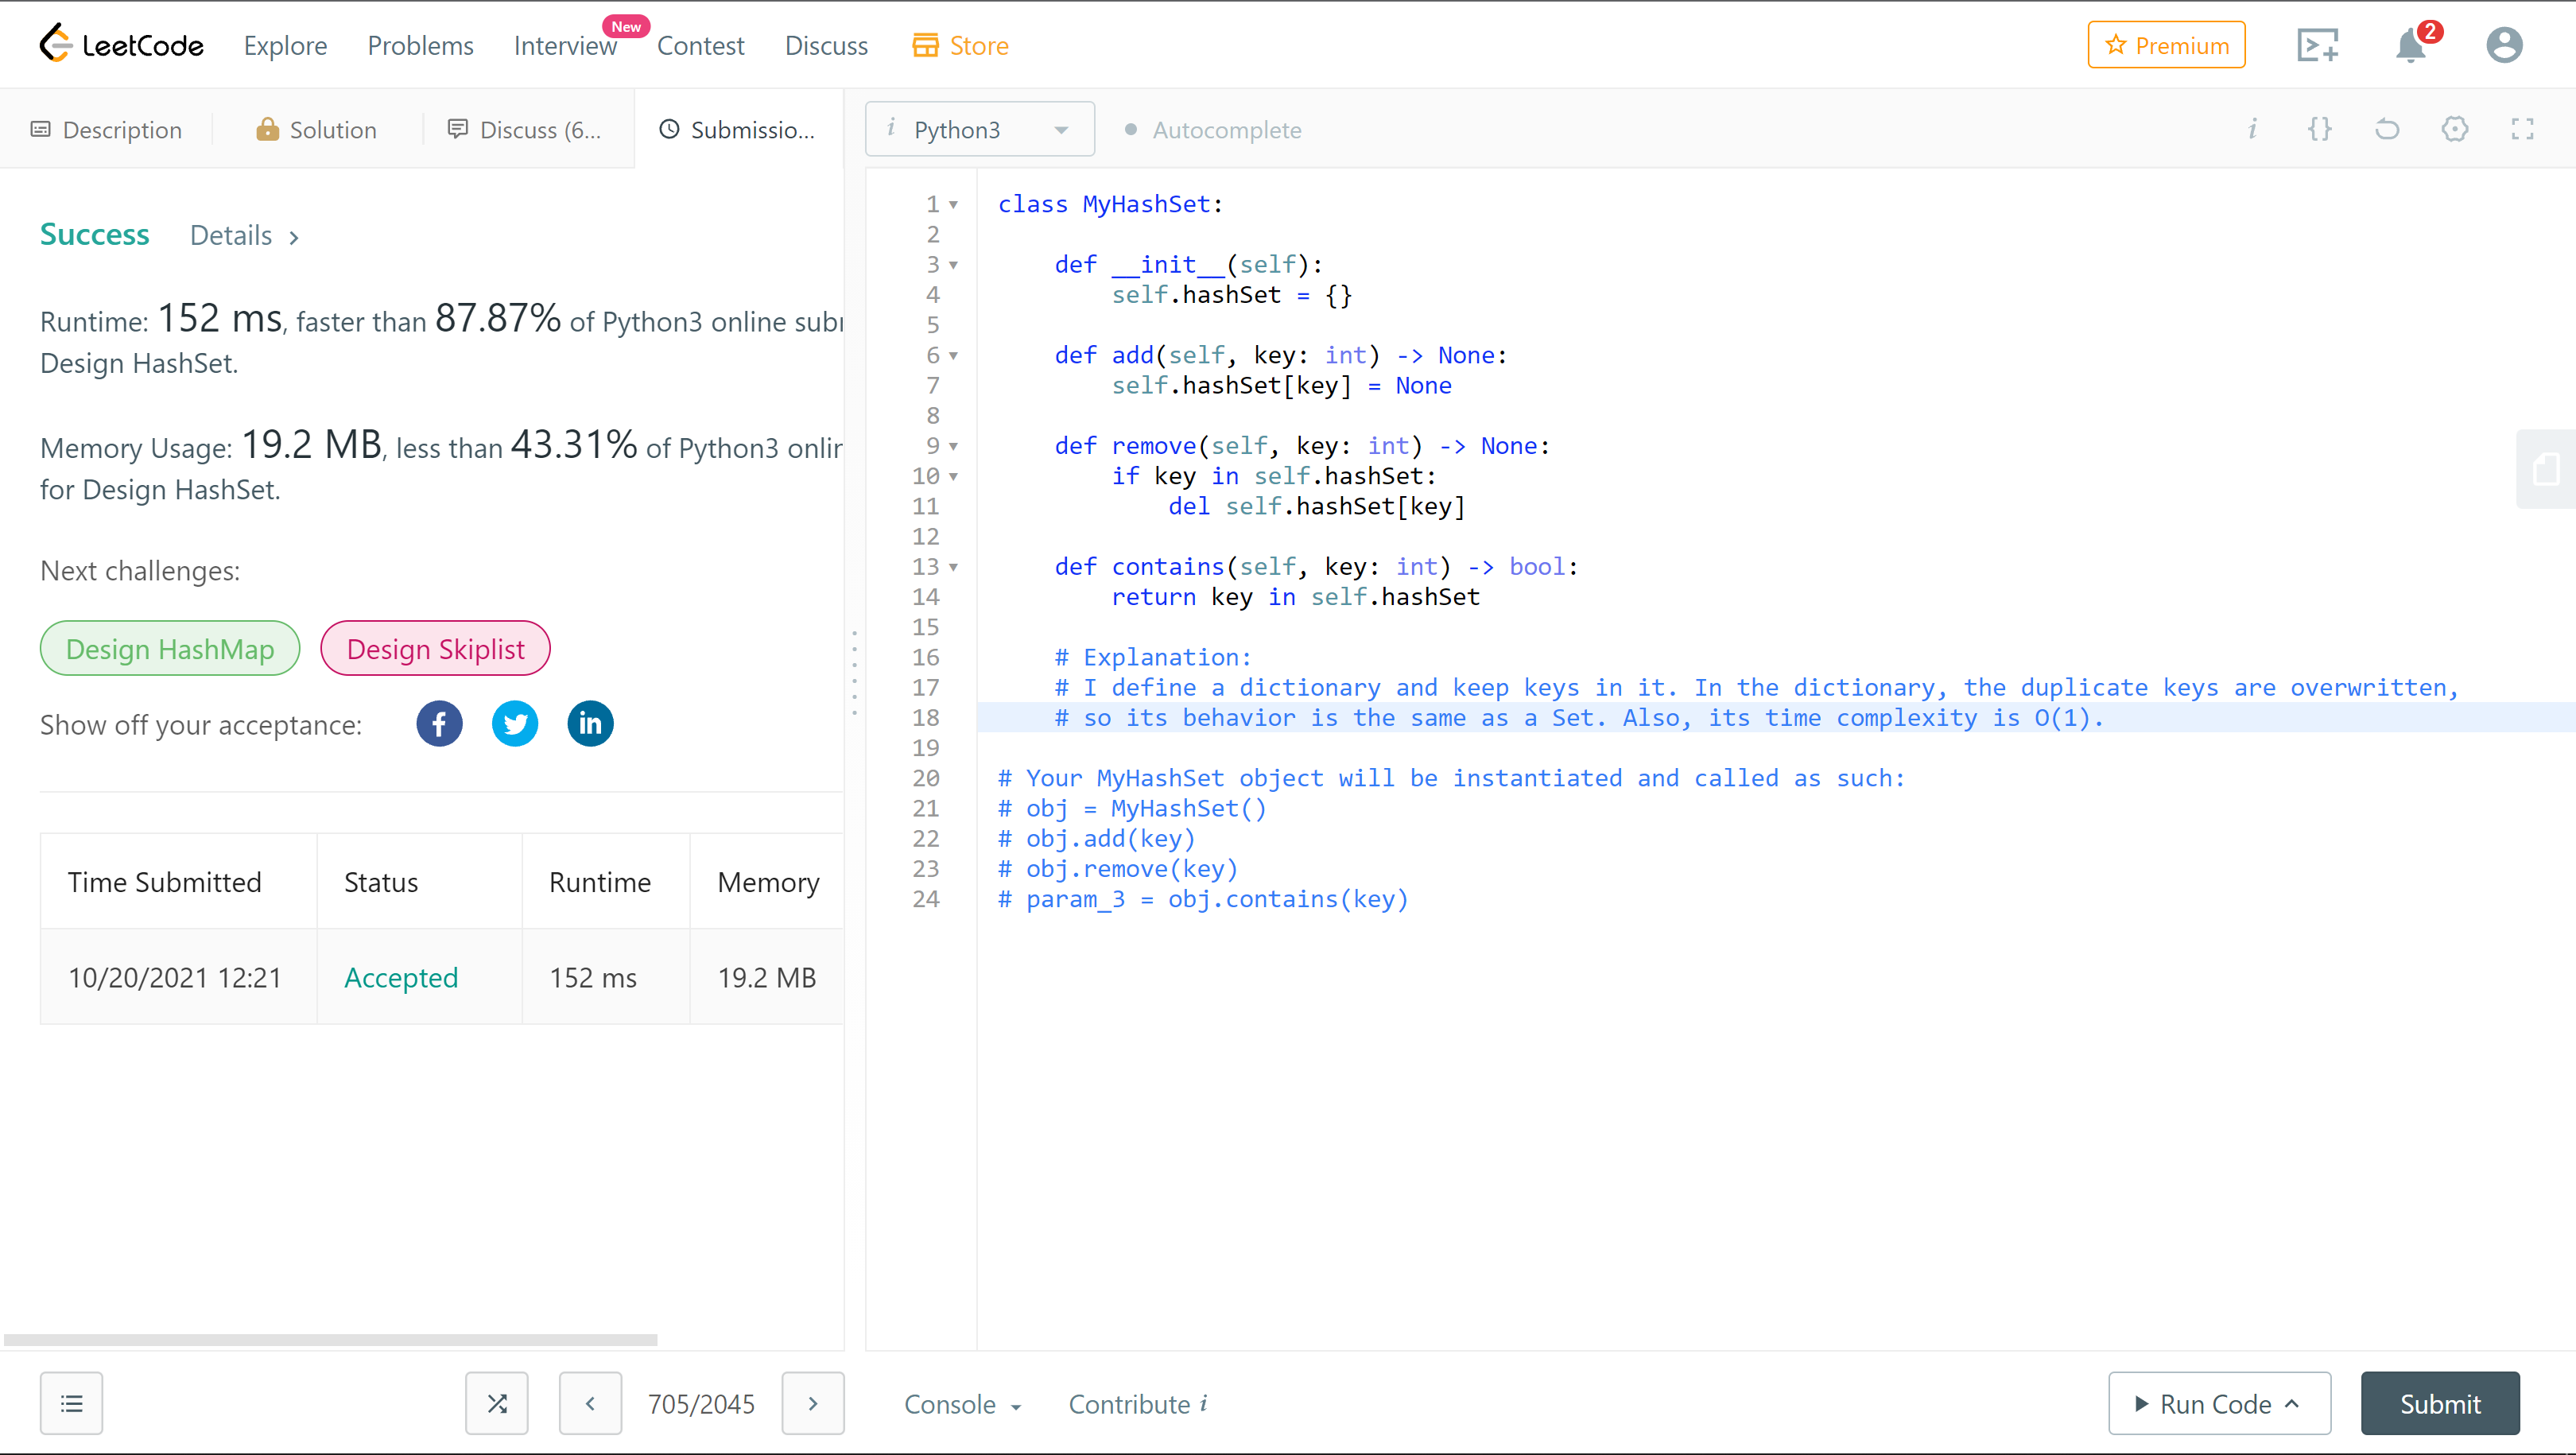 LeetCode Explore Problems Interview New Contest Discuss Store Premium 2
Description Solution Discuss (6... Submissio...
i Python3 Autocomplete i {}
Success Details >
Runtime: 152 ms, faster than 87.87% of Python3 online
Design HashSet.
Memory Usage: 19.2 MB, less than 43.31% of Python3
for Design HashSet.
Next challenges:
Design HashMap Design Skiplist
Show off your acceptance:
Time Submitted Status Runtime Memory
10/20/2021 12:21 Accepted 152 ms 19.2 MB
1 class MyHashSet:
2
3 def __init__(self):
4 self.hashSet = {}
5
6 def add(self, key: int) -> None:
7 self.hashSet[key] = None
8
9 def remove(self, key: int) -> None:
10 if key in self.hashSet:
11 del self.hashSet[key]
12
13 def contains(self, key: int) -> bool:
14 return key in self.hashSet
15
16 # Explanation:
17 # I define a dictionary and keep keys in it. In the dictionary, the duplicate keys are overwritten,
18 # so its behavior is the same as a Set. Also, its time complexity is O(1).
19
20 # Your MyHashSet object will be instantiated and called as such:
21 # obj = MyHashSet()
22 # obj.add(key)
23 # obj.remove(key)
24 # param_3 = obj.contains(key)
705/2045
Console Contribute i Run Code Submit